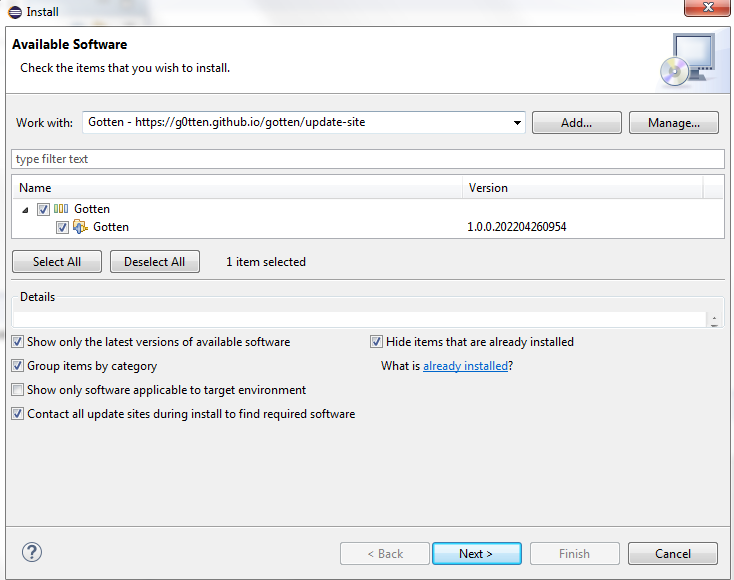 Install
Available Software
Check the items that you wish to install.
Work with: Gotten - https://g0tten.github.io/gotten/update-site Add... Manage...
type filter text
Name Version
Gotten
Gotten 1.0.0.202204260954
Select All Deselect All 1 item selected
Details
Show only the latest versions of available software Hide items that are already installed
Group items by category What is already installed?
Show only software applicable to target environment
Contact all update sites during install to find required software
? < Back Next > Finish Cancel